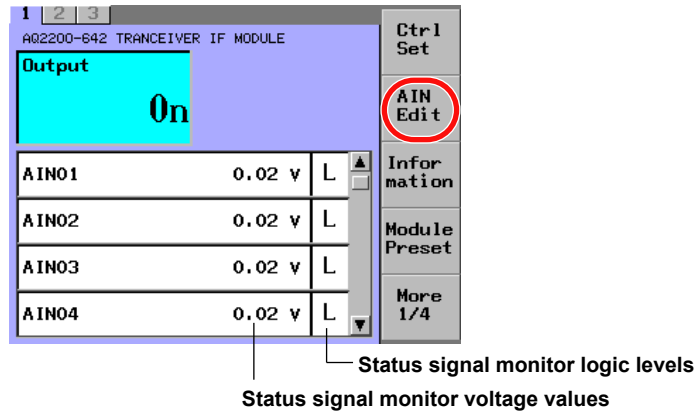 1 2 3
AQ2200-642 TRANCEIVER IF MODULE
Output
On
AIN01 0.02 V L
AIN02 0.02 V L
AIN03 0.02 V L
AIN04 0.02 V L
Ctrl
Set
AIN
Edit
Infor
mation
Module
Preset
More
1/4
Status signal monitor logic levels
Status signal monitor voltage values